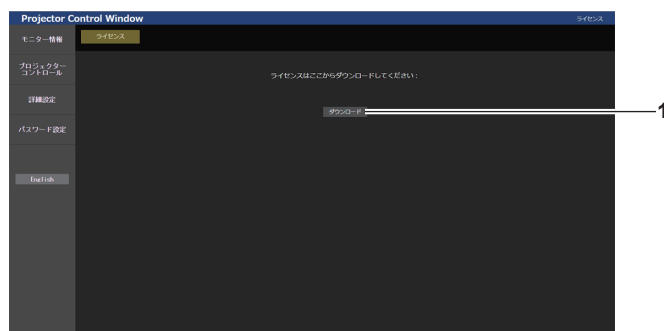 Projector Control Window
ライセンス
モニター情報
ライセンス
プロジェクター
コントロール
ライセンスはここからダウンロードしてください:
詳細設定
ダウンロード
1
パスワード設定
English